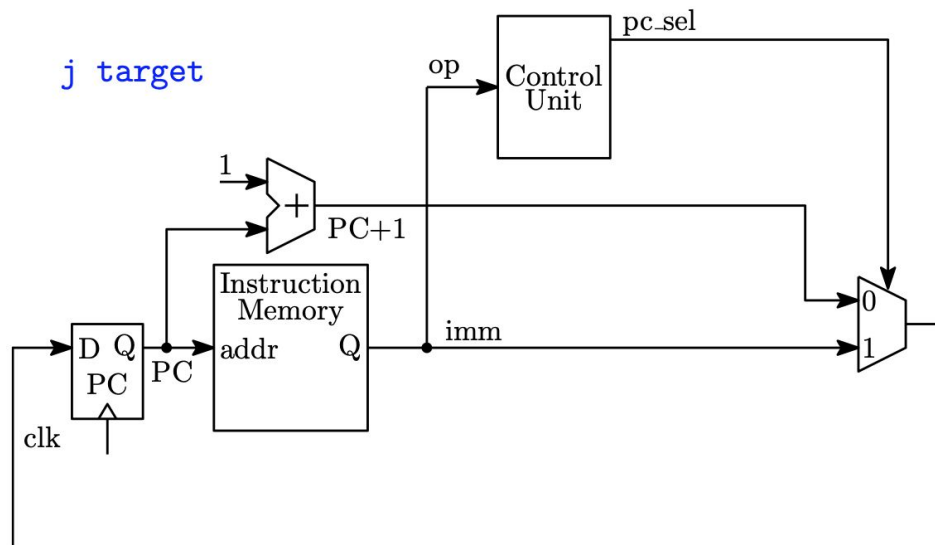 pc_sel
j target
op
Control
Unit
1
+
PC+1
Instruction
Memory
0
imm
D Q
PC
PC
addr
Q
1
clk